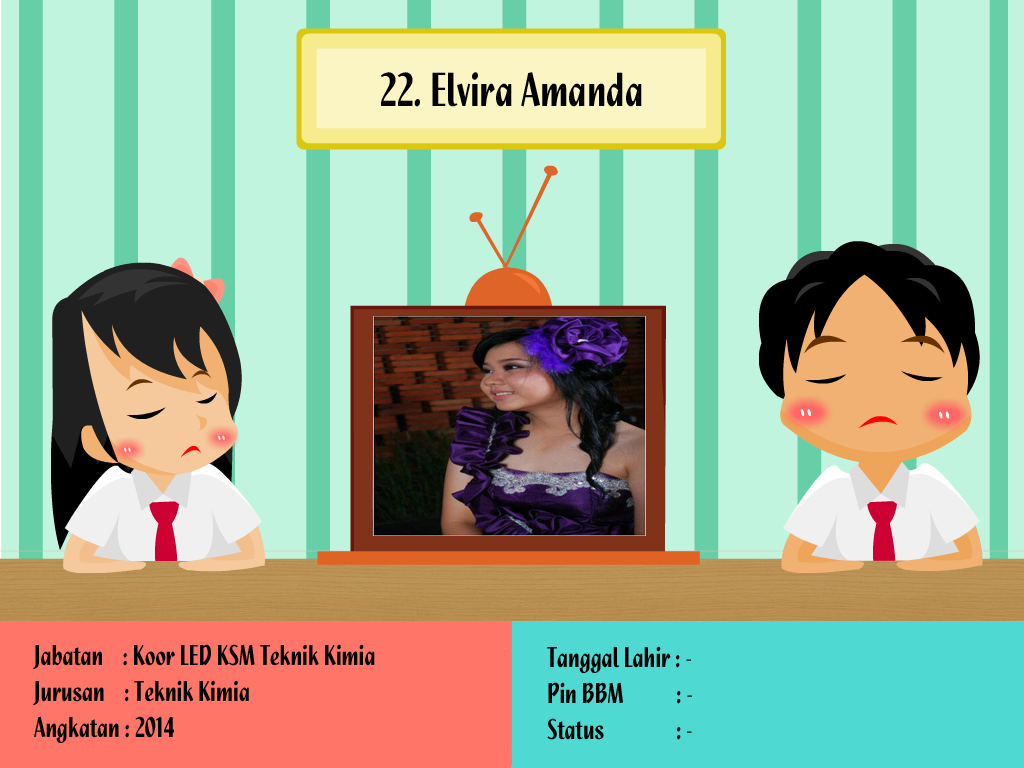 22. Elvira Amanda
Jabatan : Koor LED KSM Teknik Kimia
Jurusan : Teknik Kimia
Angkatan : 2014
Tanggal Lahir : -
Pin BBM : -
Status : -